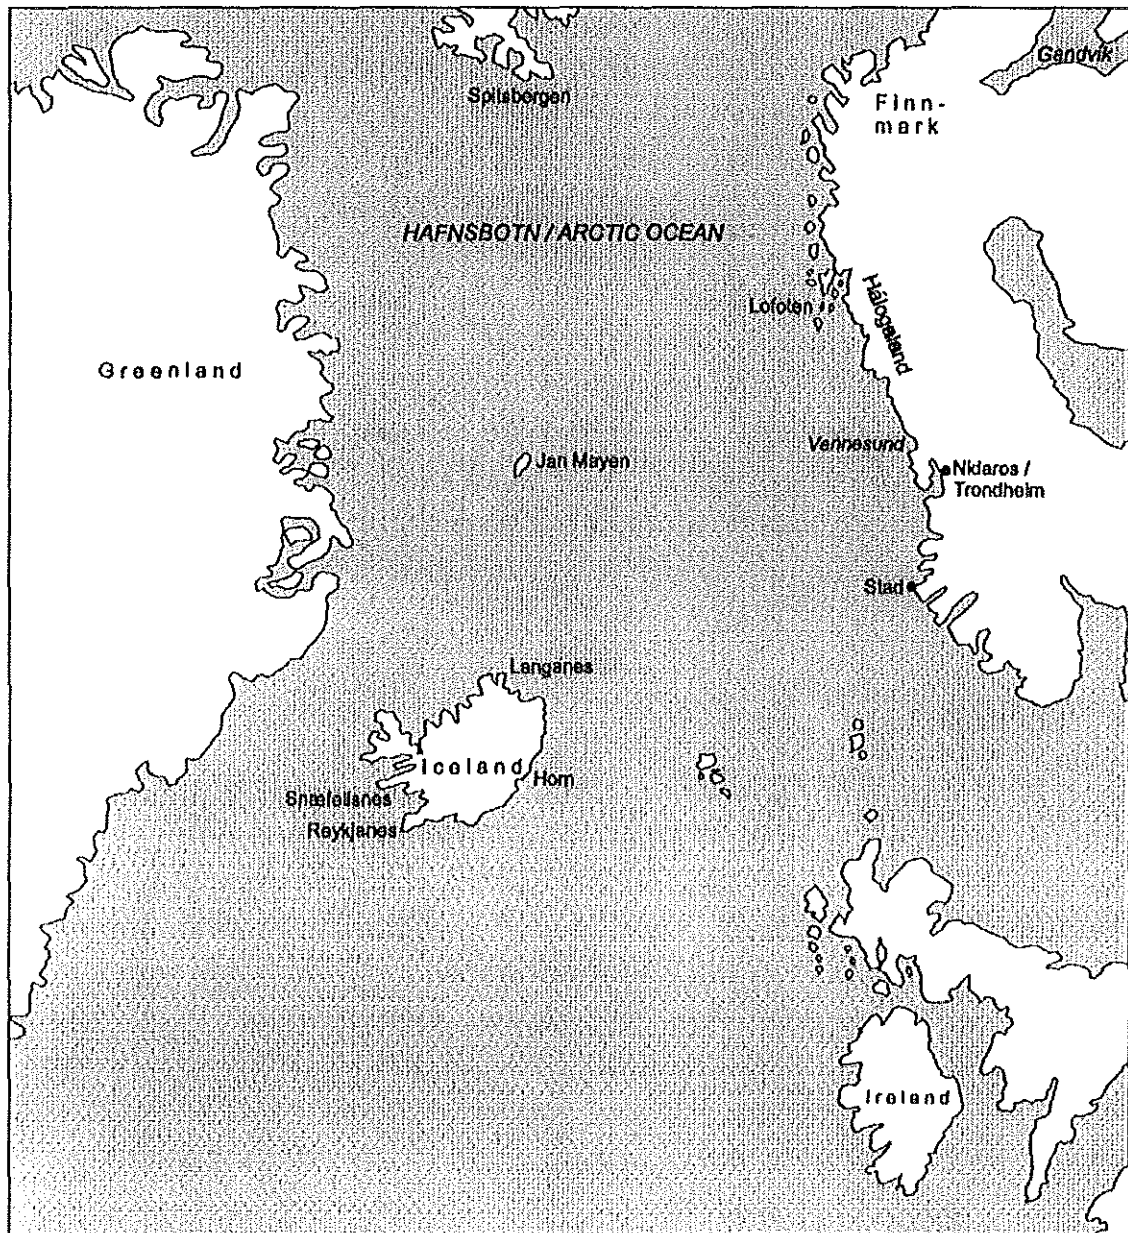 Gandvik
Spitsbergen
Finn-
mark
HAFNSBOTN / ARCTIC OCEAN
Lofoten
Hálogaland
Greenland
Vennesund
Jan Mayen
Nidaros /
Trondheim
Stad
Langanes
Iceland
Horn
Snæfellsnes
Reykjanes
Ireland